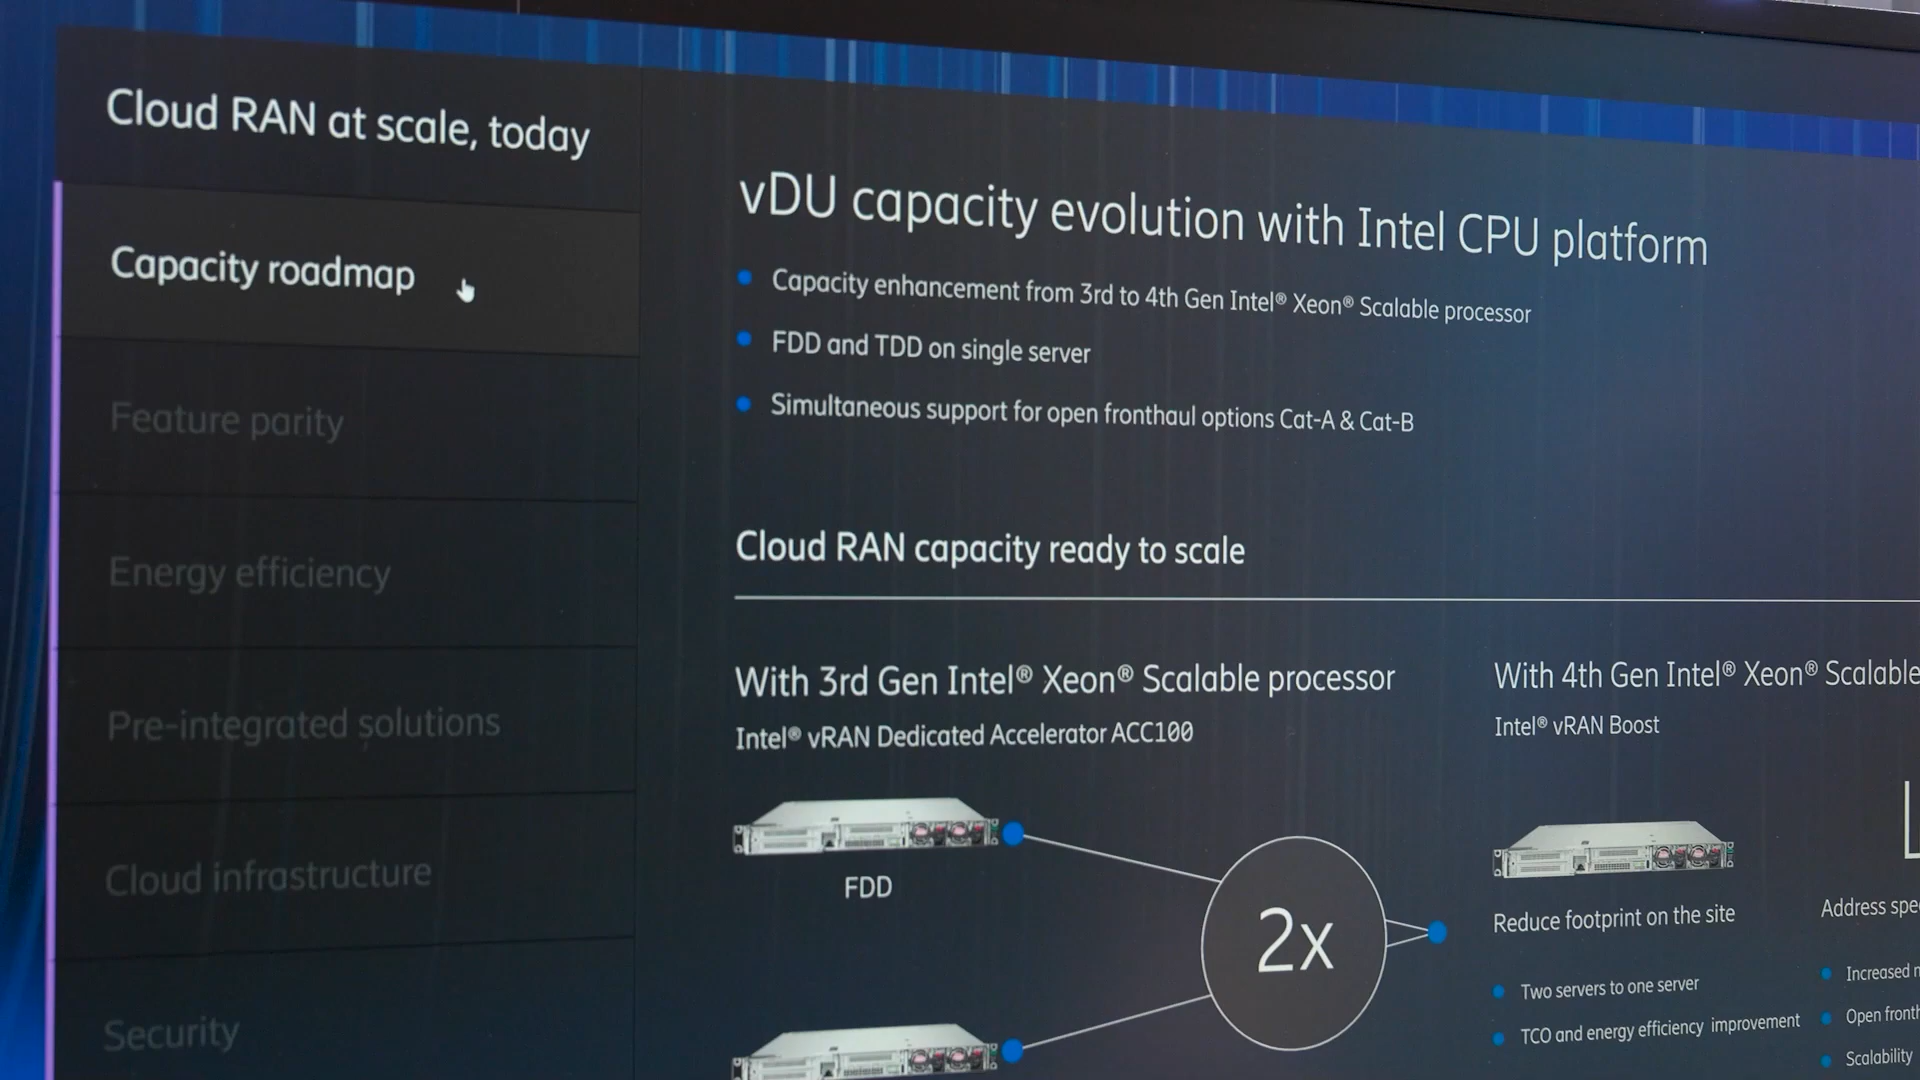 Cloud RAN at scale, today
Capacity roadmap
Feature parity
Energy efficiency
Pre-integrated solutions
Cloud infrastructure
Security
vDU capacity evolution with Intel CPU platform
Capacity enhancement from 3rd to 4th Gen Intel® Xeon® Scalable processor
FDD and TDD on single server
Simultaneous support for open fronthaul options Cat-A & Cat-B
Cloud RAN capacity ready to scale
With 3rd Gen Intel® Xeon® Scalable processor
Intel® vRAN Dedicated Accelerator ACC100
FDD
2x
With 4th Gen Intel® Xeon® Scalable
Intel® vRAN Boost
Reduce footprint on the site
Two servers to one server
TCO and energy efficiency improvement
Address
Increased
Open
Scalability